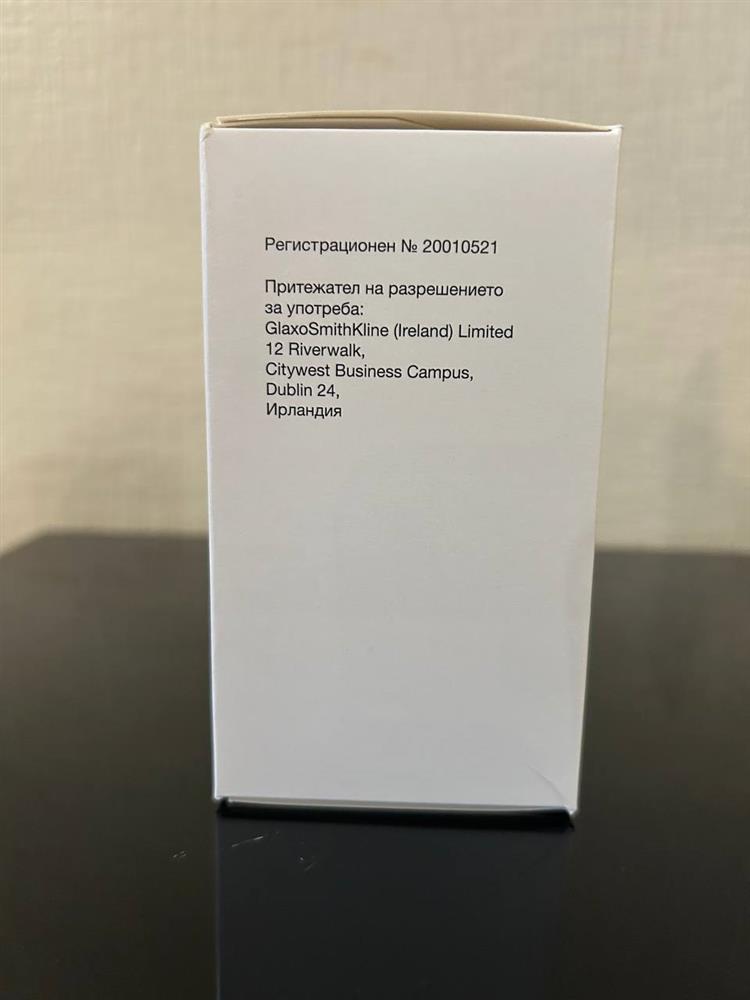 Регистрационен № 20010521
Притежател на разрешението
за употреба:
GlaxoSmithKline (Ireland) Limited
12 Riverwalk,
Citywest Business Campus,
Dublin 24,
Ирландия